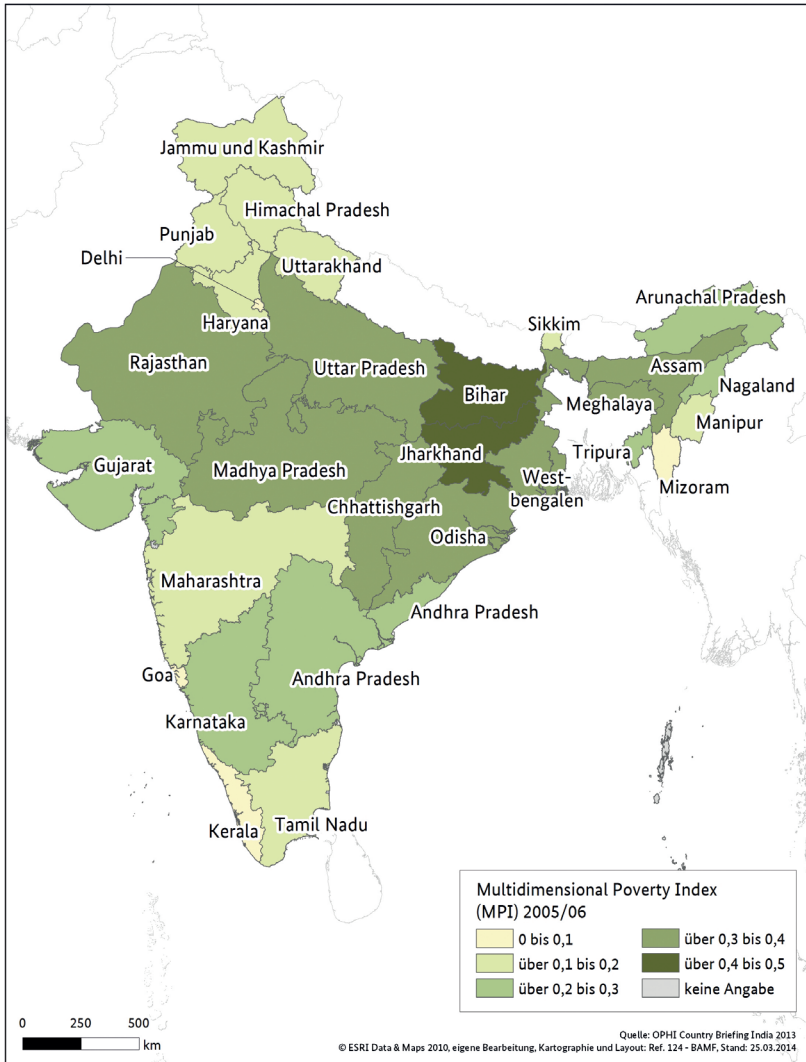 Jammu und Kashmir
Himachal Pradesh
Punjab
Delhi
Uttarakhand
Haryana
Arunachal Pradesh
Sikkim
Rajasthan
Uttar Pradesh
Assam
Nagaland
Bihar
Meghalaya
Manipur
Gujarat
Madhya Pradesh
Jharkhand
Tripura
West-
bengalen
Mizoram
Chhattishgarh
Odisha
Maharashtra
Andhra Pradesh
Goa
Andhra Pradesh
Karnataka
Kerala
Tamil Nadu
Multidimensional Poverty Index
(MPI) 2005/06
0 bis 0,1
über 0,1 bis 0,2
über 0,2 bis 0,3
über 0,3 bis 0,4
über 0,4 bis 0,5
keine Angabe
0 250 500
km
Quelle: OPHI Country Briefing India 2013
© ESRI Data & Maps 2010, eigene Bearbeitung, Kartographie und Layout: Ref. 124 - BAMF, Stand: 25.03.2014